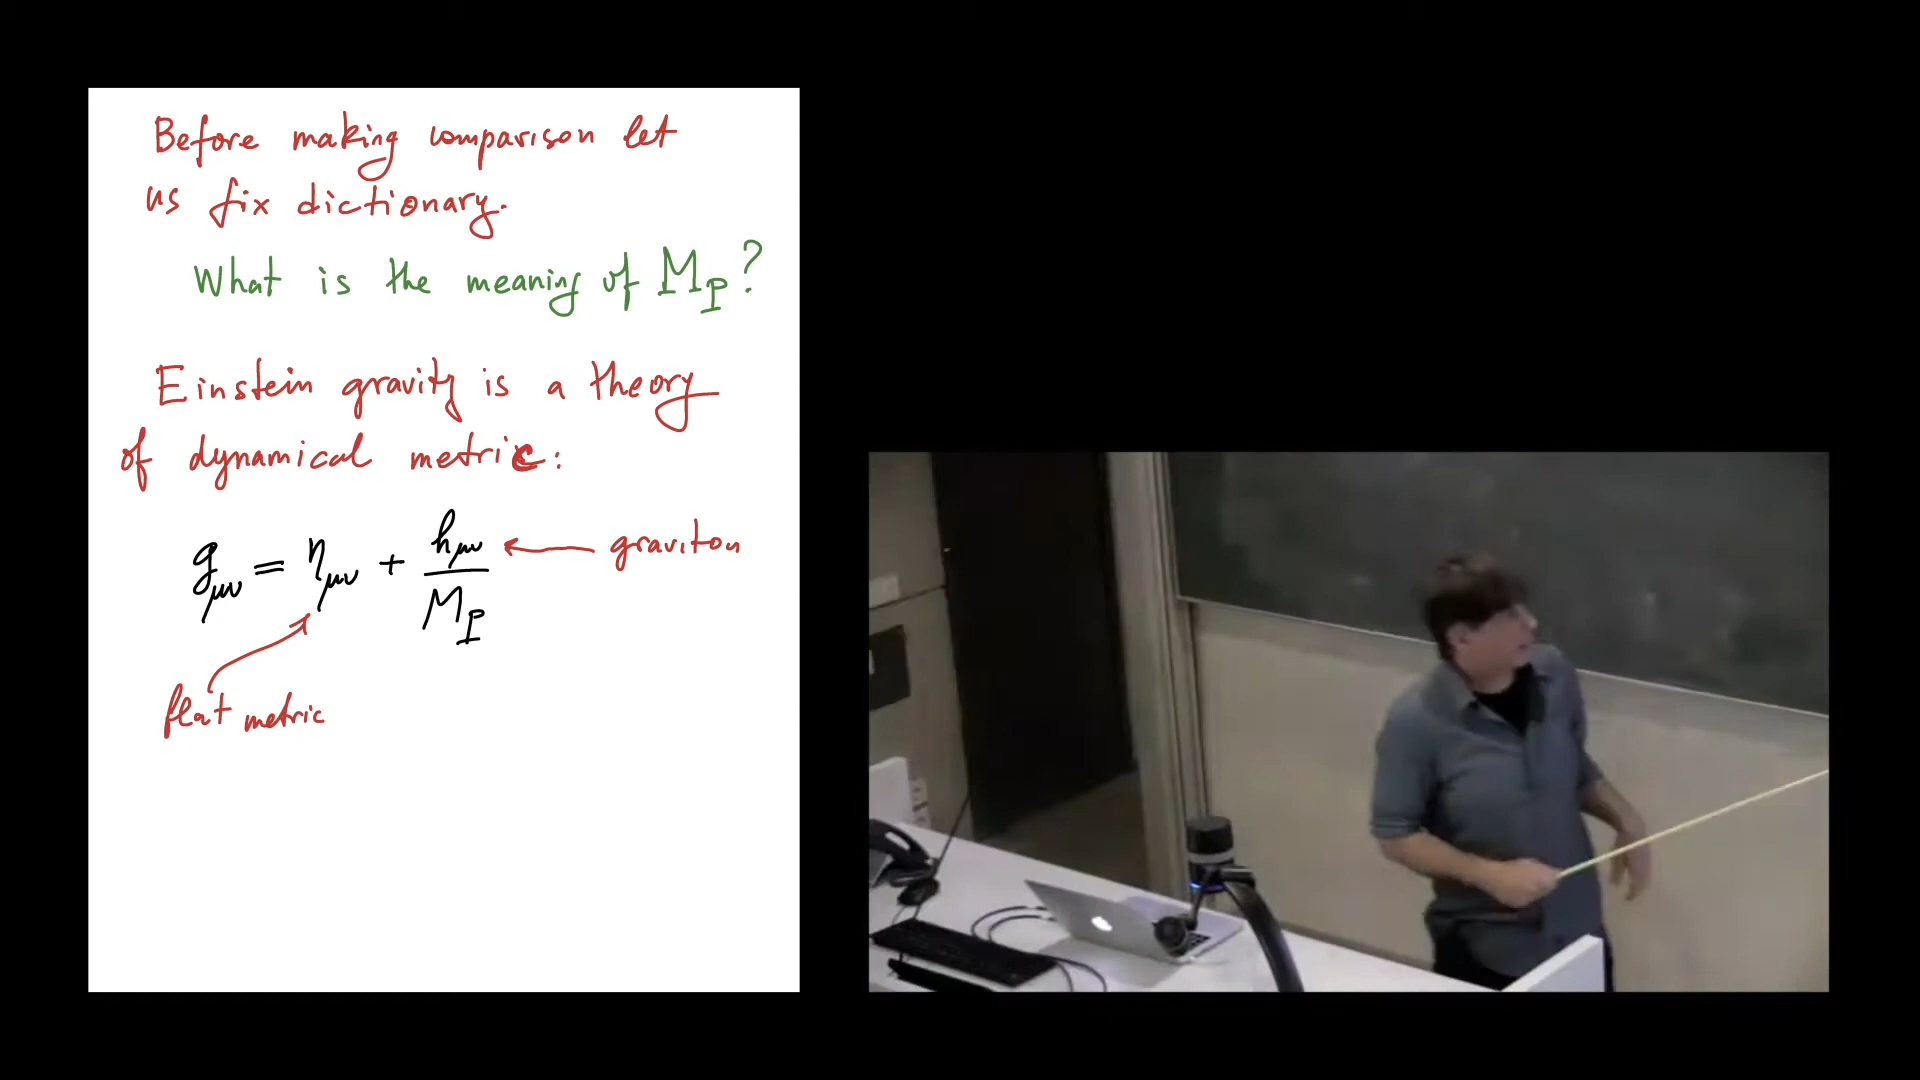 Before making comparison let
us fix dictionary.
What is the meaning of M_P?
Einstein gravity is a theory
of dynamical metric:
g_μν = η_μν + h_μν / M_P ← graviton
flat metric